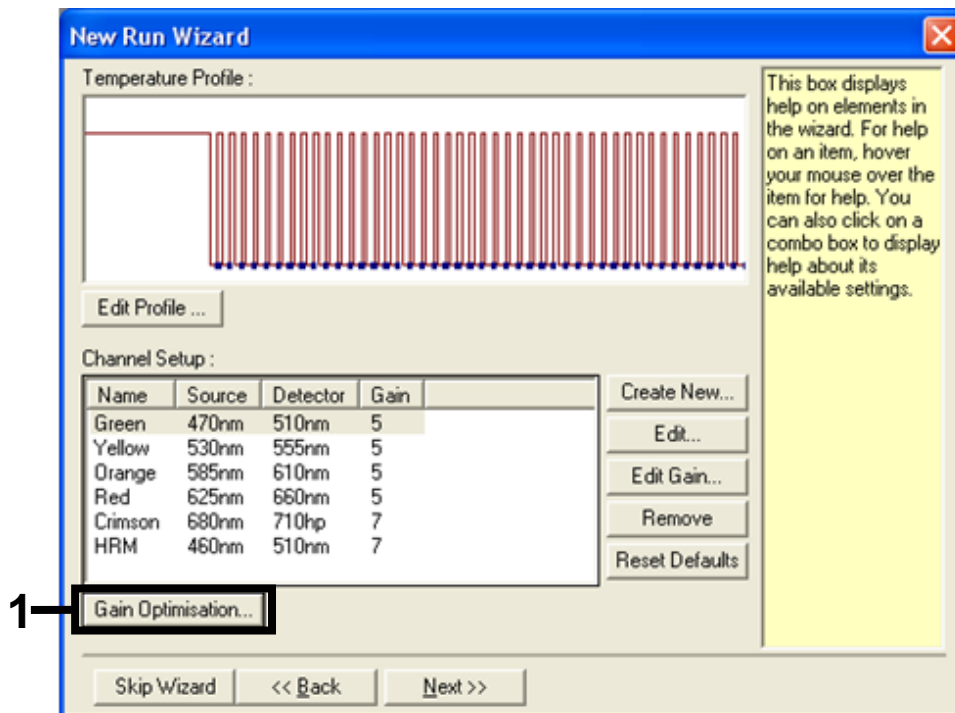 New Run Wizard
Temperature Profile :
This box displays
help on elements in
the wizard. For help
on an item, hover
your mouse over the
item for help. You
can also click on a
combo box to display
help about its
available settings.
Edit Profile ...
Channel Setup :
Name Source Detector Gain
Green 470nm 510nm 5
Yellow 530nm 555nm 5
Orange 585nm 610nm 5
Red 625nm 660nm 5
Crimson 680nm 710hp 7
HRM 460nm 510nm 7
Create New...
Edit...
Edit Gain...
Remove
Reset Defaults
1
Gain Optimisation...
Skip Wizard << Back Next >>